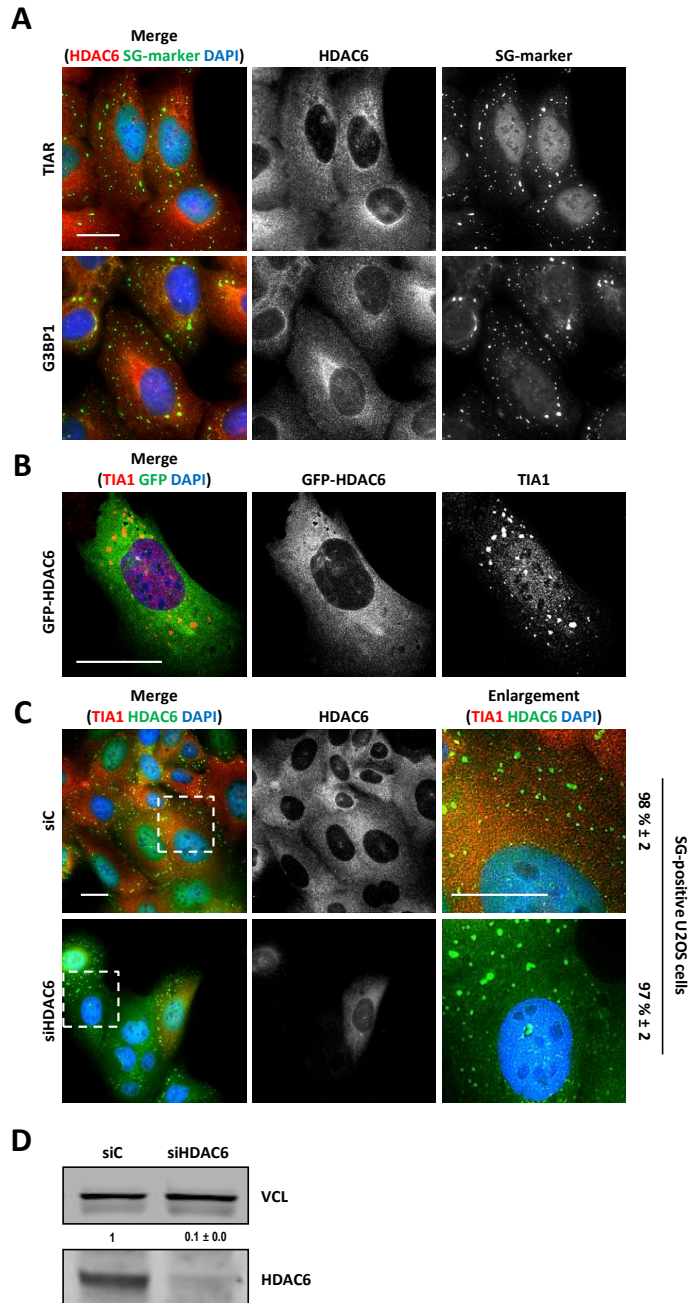 A
Merge
(HDAC6 SG-marker DAPI)
HDAC6
SG-marker
TIAR
G3BP1
B
Merge
(TIA1 GFP DAPI)
GFP-HDAC6
TIA1
GFP-HDAC6
C
Merge
(TIA1 HDAC6 DAPI)
HDAC6
Enlargement
(TIA1 HDAC6 DAPI)
siC
98 % ± 2
siHDAC6
97 % ± 2
SG-positive U2OS cells
D
siC
siHDAC6
VCL
1
0.1 ± 0.0
HDAC6